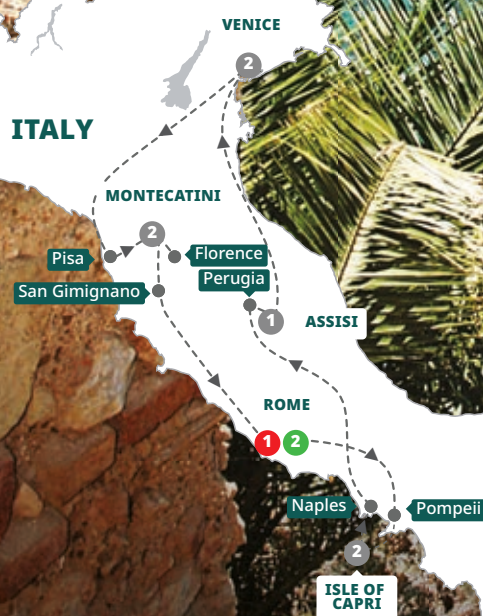 VENICE
2
ITALY
MONTECATINI
2
Pisa
Florence
Perugia
San Gimignano
1
ASSISI
ROME
1
2
Naples
Pompeii
2
ISLE OF
CAPRI